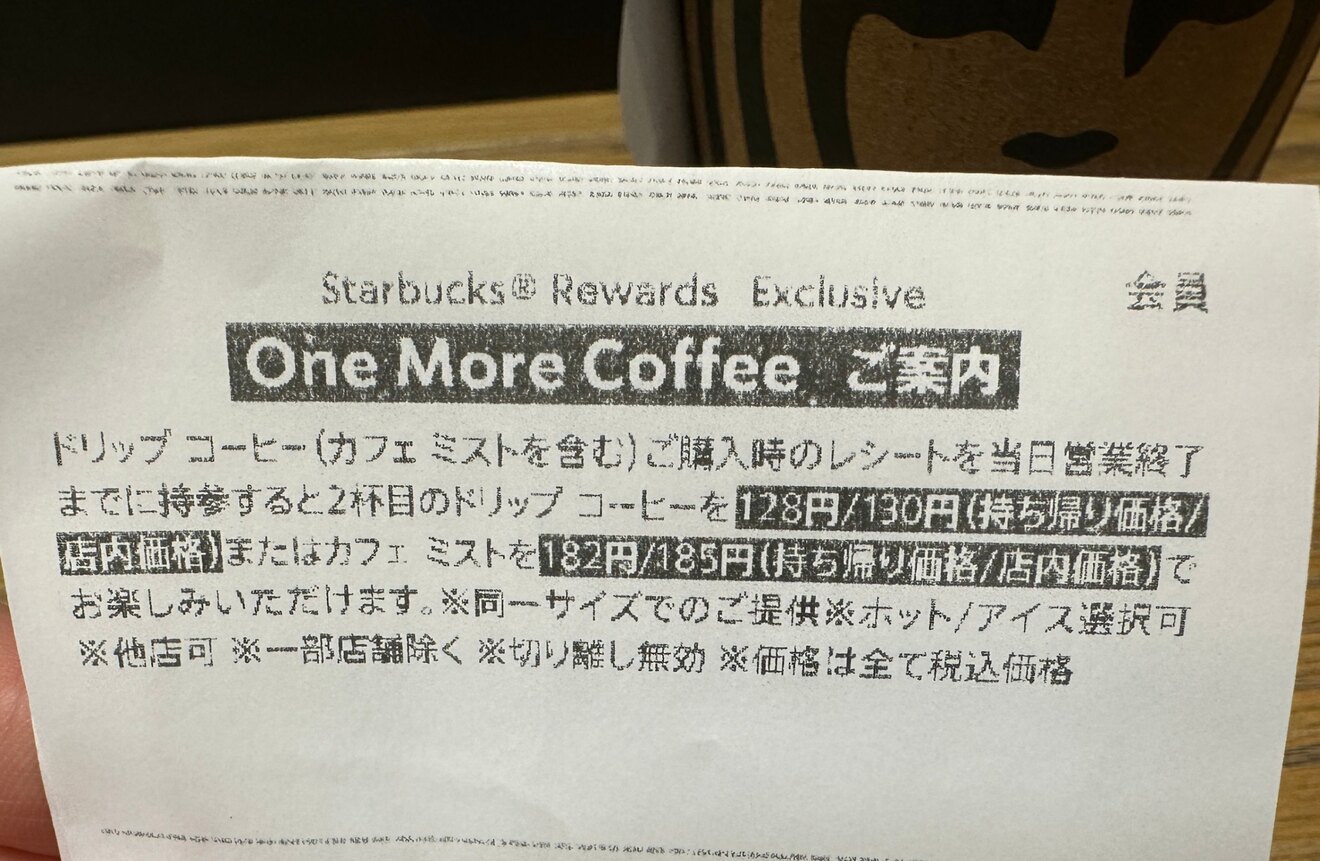 Starbucks® Rewards Exclusive 会員
One More Coffee ご案内
ドリップ コーヒー(カフェ ミストを含む)ご購入時のレシートを当日営業終了
までに持参すると2杯目のドリップ コーヒーを128円/130円(持ち帰り価格/
店内価格)またはカフェ ミストを182円/185円(持ち帰り価格/店内価格)で
お楽しみいただけます。※同一サイズでのご提供※ホット/アイス選択可
※他店可 ※一部店舗除く ※切り離し無効 ※価格は全て税込価格